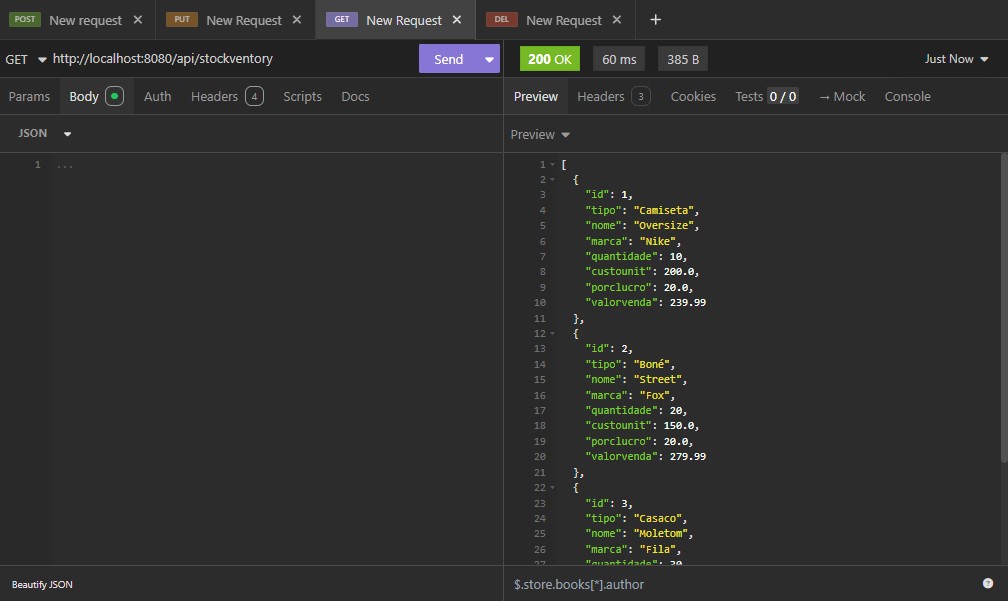 POST New request ✕ PUT New Request ✕ GET New Request ✕ DEL New Request ✕ +
GET http://localhost:8080/api/stockventory Send 200 OK 60 ms 385 B Just Now
Params Body Auth Headers 4 Scripts Docs Preview Headers 3 Cookies Tests 0 / 0 → Mock Console
JSON
Preview
1 ...
1 [
2 {
3 "id": 1,
4 "tipo": "Camiseta",
5 "nome": "Oversize",
6 "marca": "Nike",
7 "quantidade": 10,
8 "custounit": 200.0,
9 "porclucro": 20.0,
10 "valorvenda": 239.99
11 },
12 {
13 "id": 2,
14 "tipo": "Boné",
15 "nome": "Street",
16 "marca": "Fox",
17 "quantidade": 20,
18 "custounit": 150.0,
19 "porclucro": 20.0,
20 "valorvenda": 279.99
21 },
22 {
23 "id": 3,
24 "tipo": "Casaco",
25 "nome": "Moletom",
26 "marca": "Fila",
27 "quantidade":
Beautify JSON
$.store.books[*].author
?